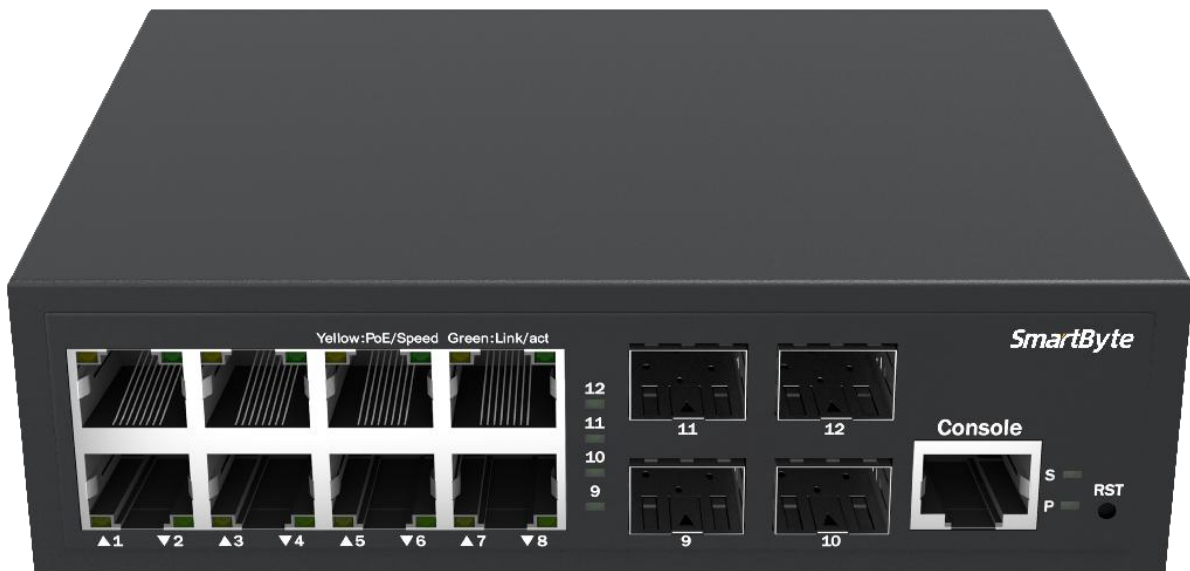 Yellow:PoE/Speed Green:Link/act
SmartByte
12
11
10
9
11
12
Console
9
10
S
P
RST
▲1 ▼2 ▲3 ▼4 ▲5 ▼6 ▲7 ▼8